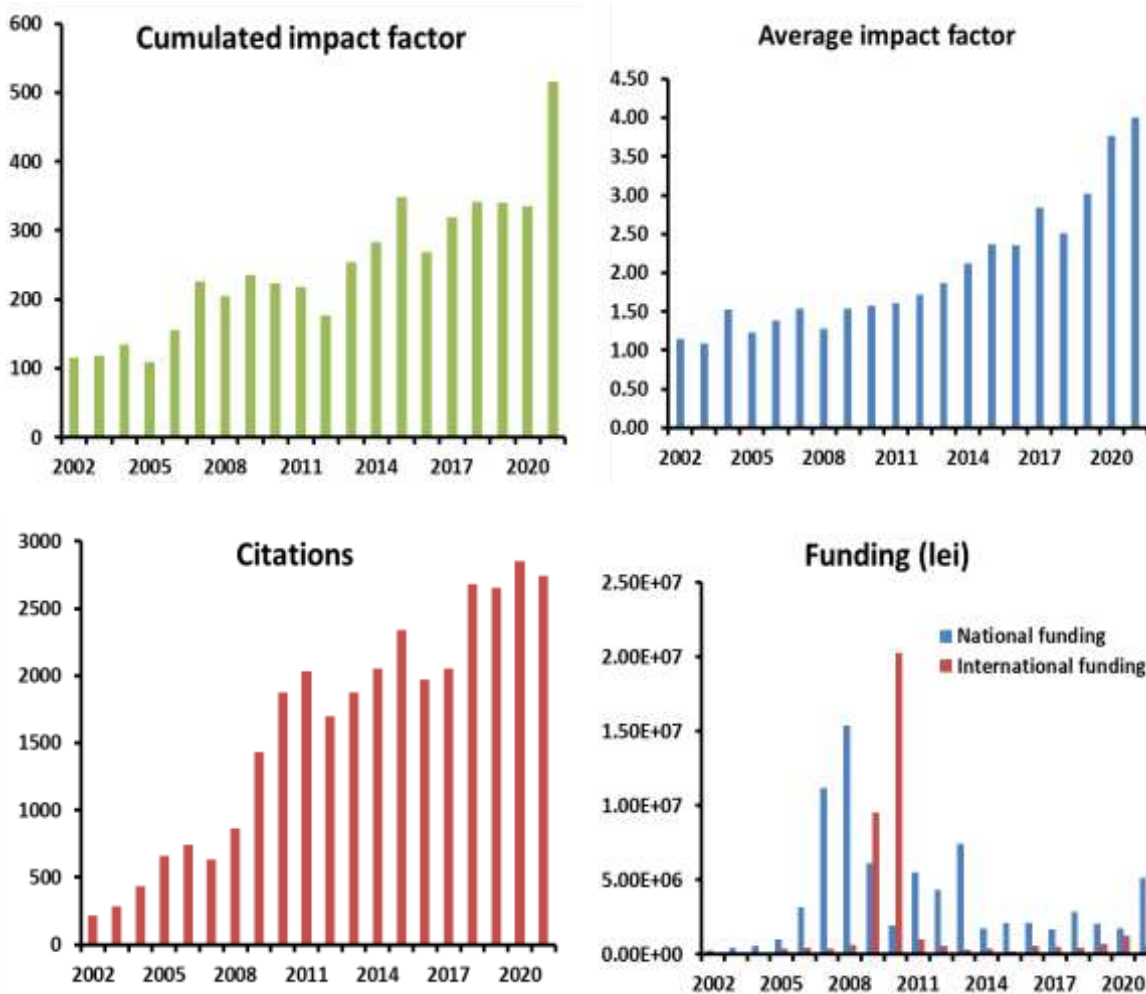 Cumulated impact factor
600
500
400
300
200
100
0
2002 2005 2008 2011 2014 2017 2020
Average impact factor
4.50
4.00
3.50
3.00
2.50
2.00
1.50
1.00
0.50
0.00
2002 2005 2008 2011 2014 2017 2020
Citations
3000
2500
2000
1500
1000
500
0
2002 2005 2008 2011 2014 2017 2020
Funding (lei)
2.50E+07
2.00E+07
1.50E+07
1.00E+07
5.00E+06
0.00E+00
National funding
International funding
2002 2005 2008 2011 2014 2017 2020